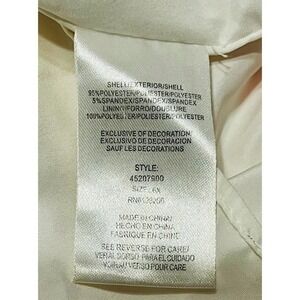 SHELL/EXTERIOR/SHELL
95%POLYESTER/POLIESTER/POLYESTER
5%SPANDEX/SPANDEX/SPANDEX
LINING/FORRO/DOUBLURE
100%POLYESTER/POLIESTER/POLYESTER
EXCLUSIVE OF DECORATION
EXCLUSIVO DE DECORACION
SAUF LES DECORATIONS
STYLE:
45207900
SIZE: 6X
MADE IN CHINA/
HECHO EN CHINA/
FABRIQUE EN CHINE
SEE REVERSE FOR CARE/
VER AL DORSO PARA EL CUIDADO
VOIR AU VERSO POUR CARE